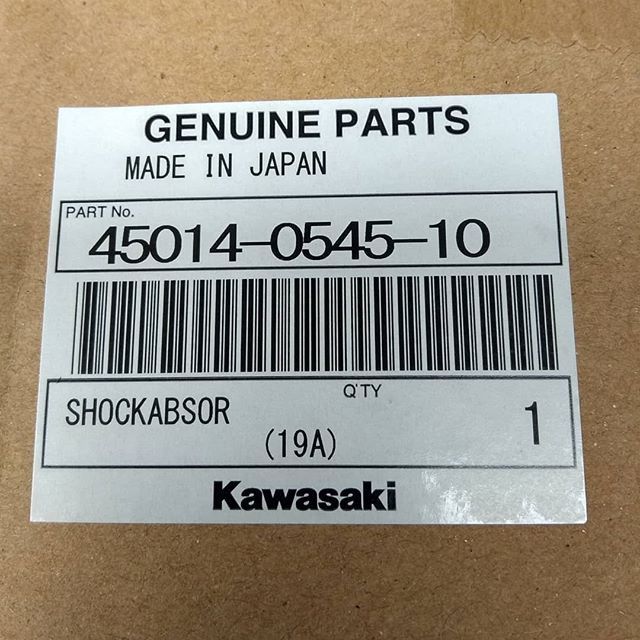 GENUINE PARTS
MADE IN JAPAN
PART No.
45014-0545-10
Q'TY
SHOCKABSOR
1
(19A)
Kawasaki